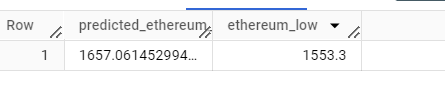 Row predicted_ethereum ethereum_low
1 1657.061452994... 1553.3